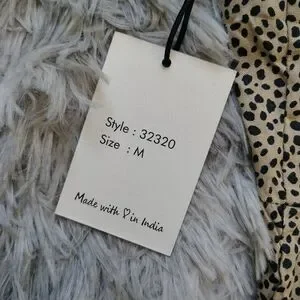 Style : 32320
Size : M
Made with ♡ in India